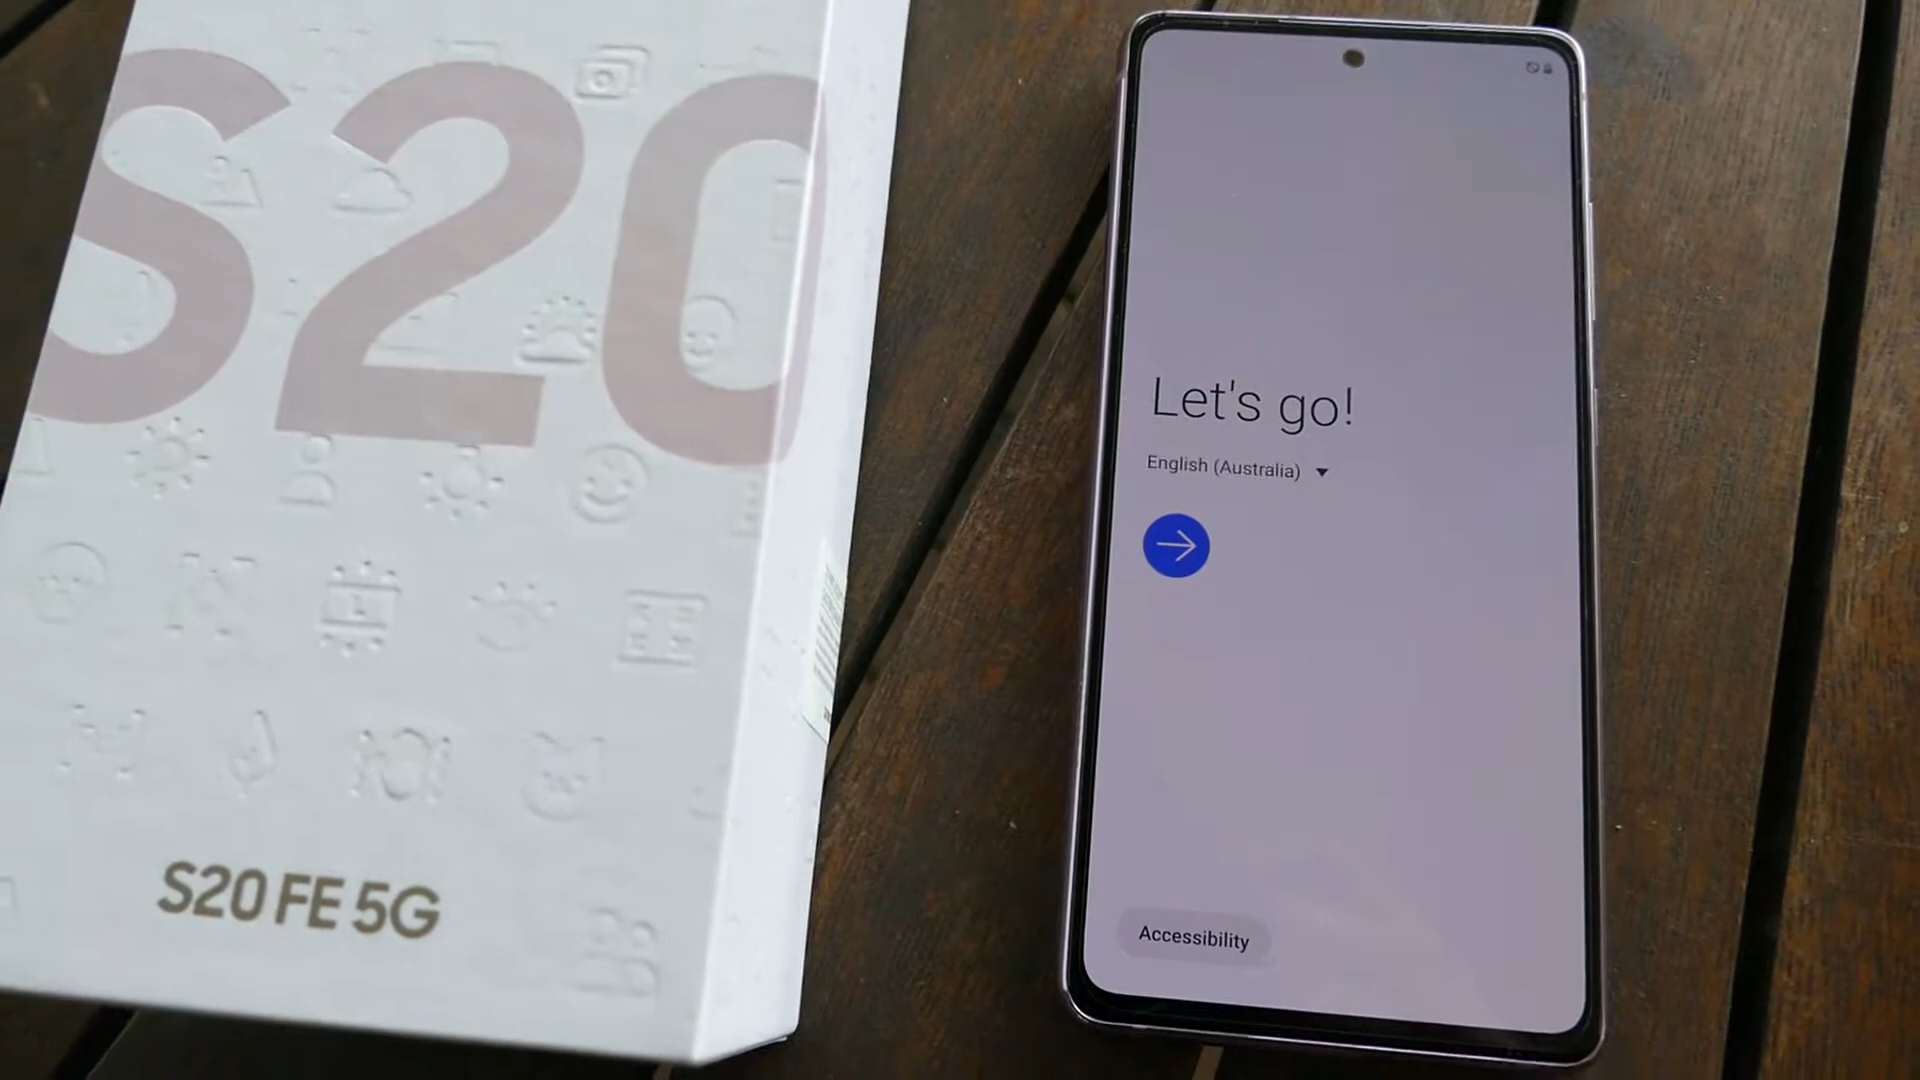 S20
S20 FE 5G
Let's go!
English (Australia)
Accessibility